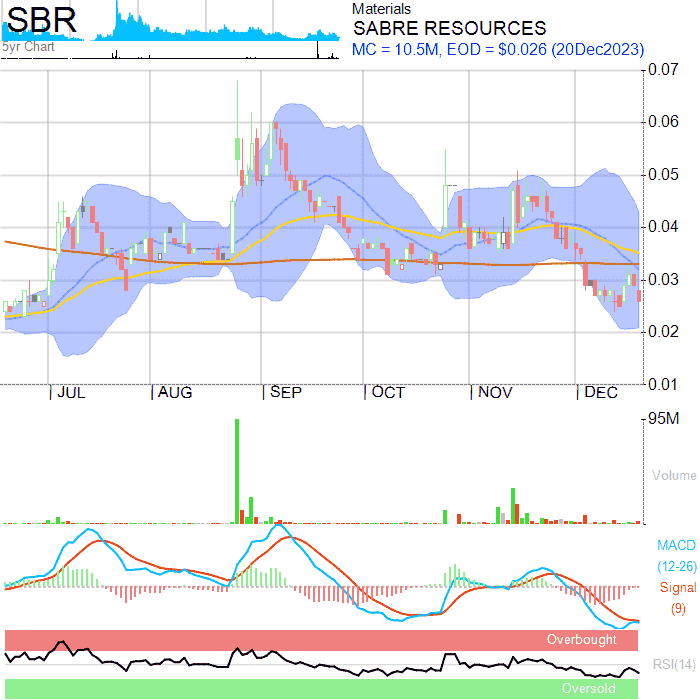 SBR
Materials
SABRE RESOURCES
5yr Chart
MC = 10.5M, EOD = $0.026 (20Dec2023)
0.07
0.06
0.05
0.04
0.03
0.02
0.01
JUL
AUG
SEP
OCT
NOV
DEC
95M
Volume
MACD
(12-26)
Signal
(9)
Overbought
RSI(14)
Oversold